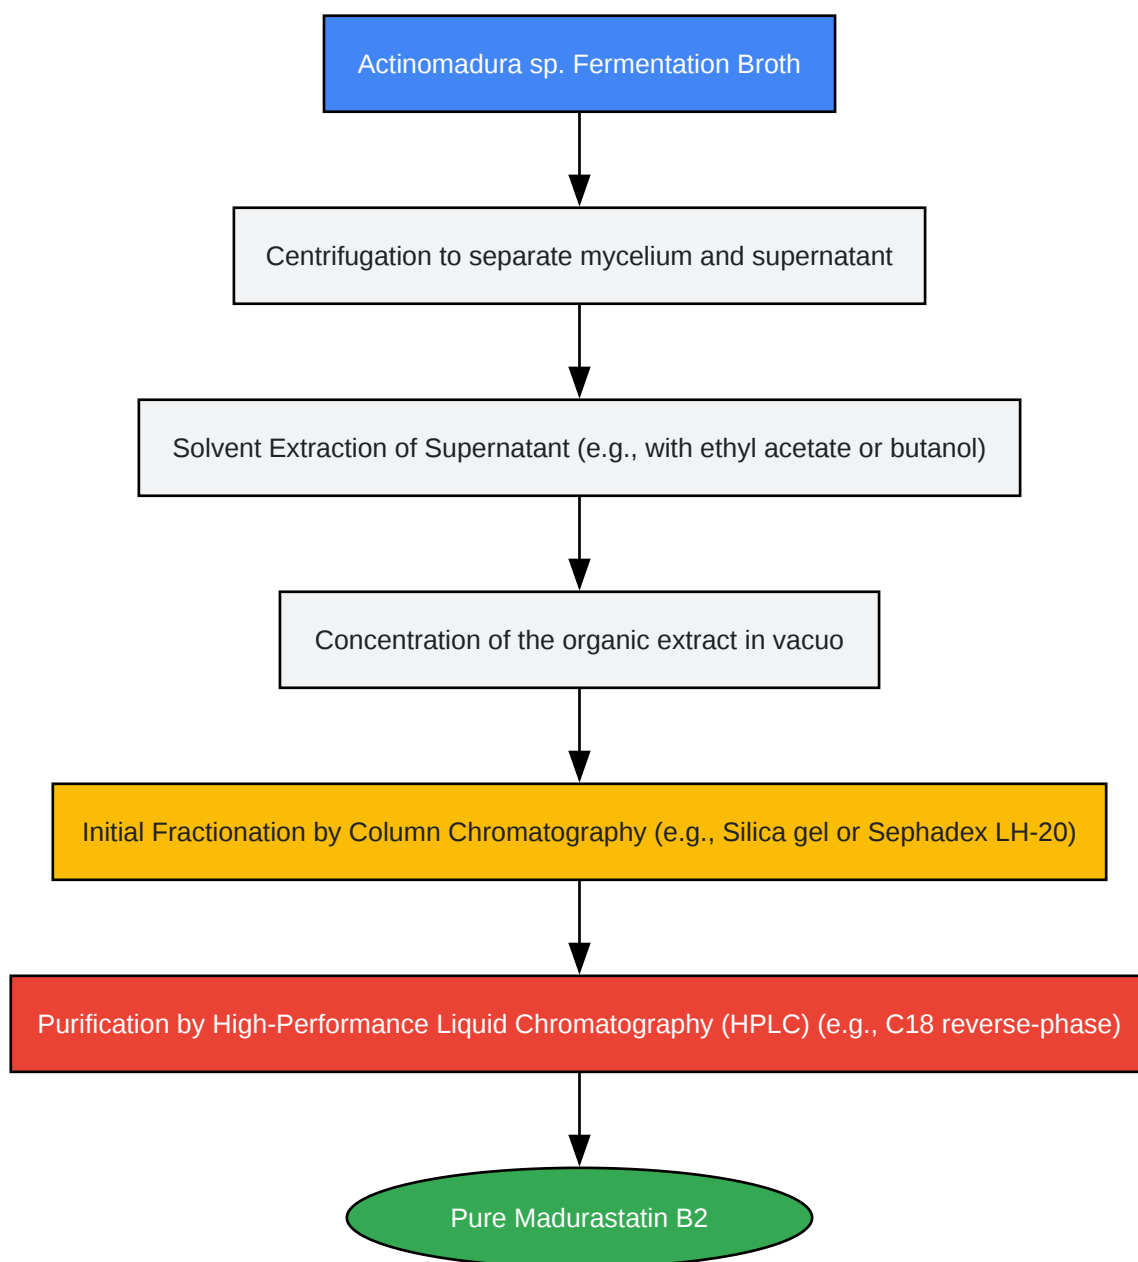 Actinomadura sp. Fermentation Broth
Centrifugation to separate mycelium and supernatant
Solvent Extraction of Supernatant (e.g., with ethyl acetate or butanol)
Concentration of the organic extract in vacuo
Initial Fractionation by Column Chromatography (e.g., Silica gel or Sephadex LH-20)
Purification by High-Performance Liquid Chromatography (HPLC) (e.g., C18 reverse-phase)
Pure Madurastatin B2